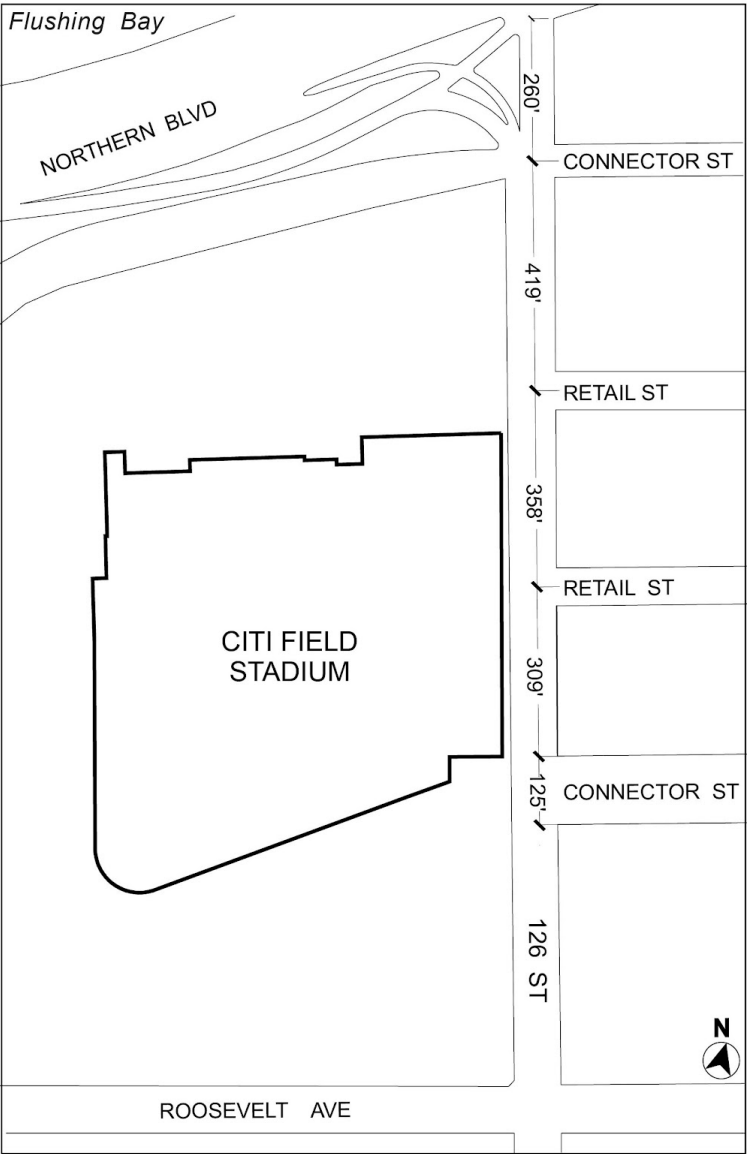 Flushing Bay
NORTHERN BLVD
260'
CONNECTOR ST
419'
RETAIL ST
358'
RETAIL ST
CITI FIELD
STADIUM
309'
125'
CONNECTOR ST
126 ST
N
ROOSEVELT AVE